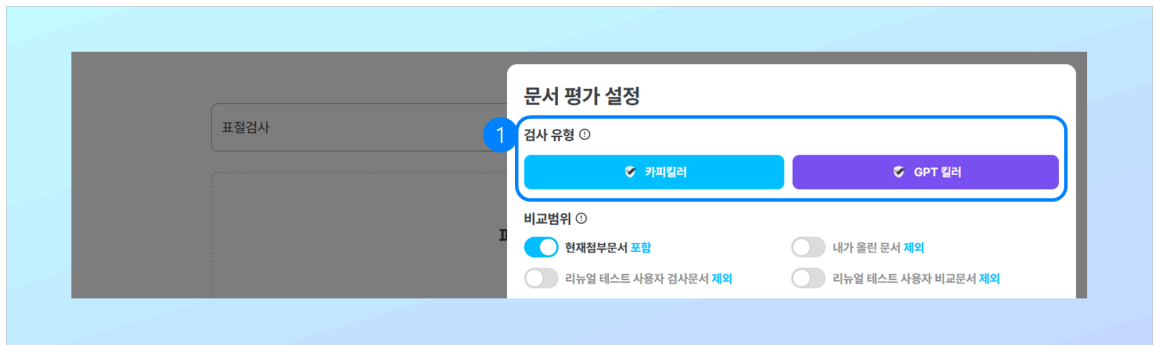 문서 평가 설정
표절검사
1 검사 유형
카피킬러 GPT 킬러
비교범위
현재첨부문서 포함 내가 올린 문서 제외
리뉴얼 테스트 사용자 검사문서 제외 리뉴얼 테스트 사용자 비교문서 제외